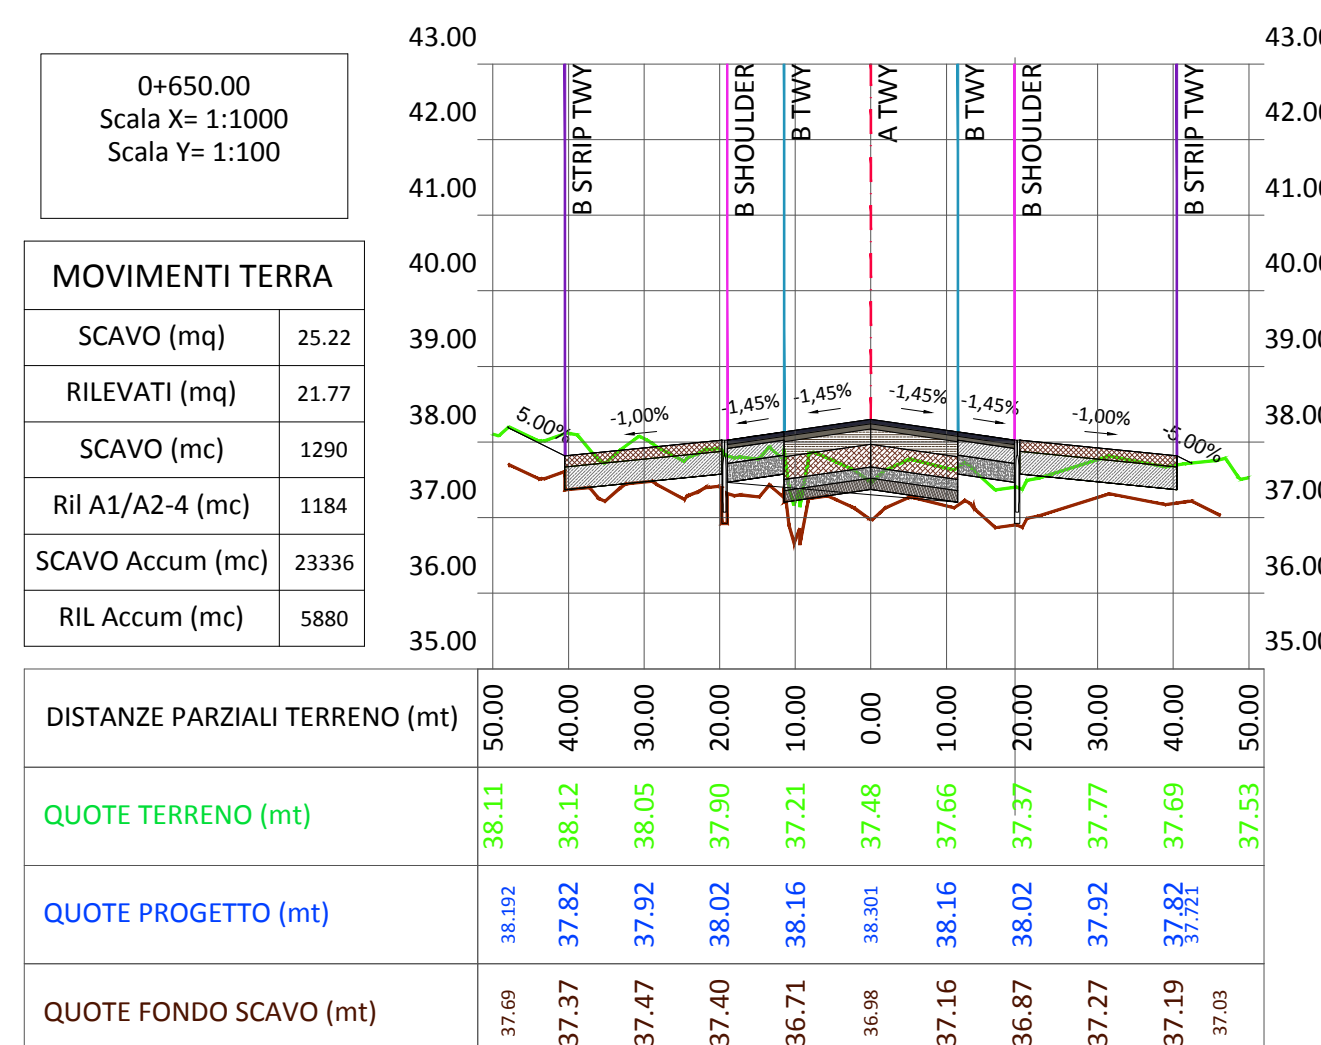 0+650.00
Scala X= 1:1000
Scala Y= 1:100
MOVIMENTI TERRA
SCAVO (mq) 25.22
RILEVATI (mq) 21.77
SCAVO (mc) 1290
Ril A1/A2-4 (mc) 1184
SCAVO Accum (mc) 23336
RIL Accum (mc) 5880
43.00
42.00
41.00
40.00
39.00
38.00
37.00
36.00
35.00
B STRIP TWY
B SHOULDER
B TWY
A TWY
B TWY
B SHOULDER
B STRIP TWY
5.00%
-1,00%
-1,45%
-1,45%
-1,45%
-1,45%
-1,00%
-5.00%
43.00
42.00
41.00
40.00
39.00
38.00
37.00
36.00
35.00
DISTANZE PARZIALI TERRENO (mt) 50.00 40.00 30.00 20.00 10.00 0.00 10.00 20.00 30.00 40.00 50.00
QUOTE TERRENO (mt) 38.11 38.12 38.05 37.90 37.21 37.48 37.66 37.37 37.77 37.69 37.53
QUOTE PROGETTO (mt) 38.192 37.82 37.92 38.02 38.16 38.301 38.16 38.02 37.92 37.82 37.721
QUOTE FONDO SCAVO (mt) 37.69 37.37 37.47 37.40 36.71 36.98 37.16 36.87 37.27 37.19 37.03